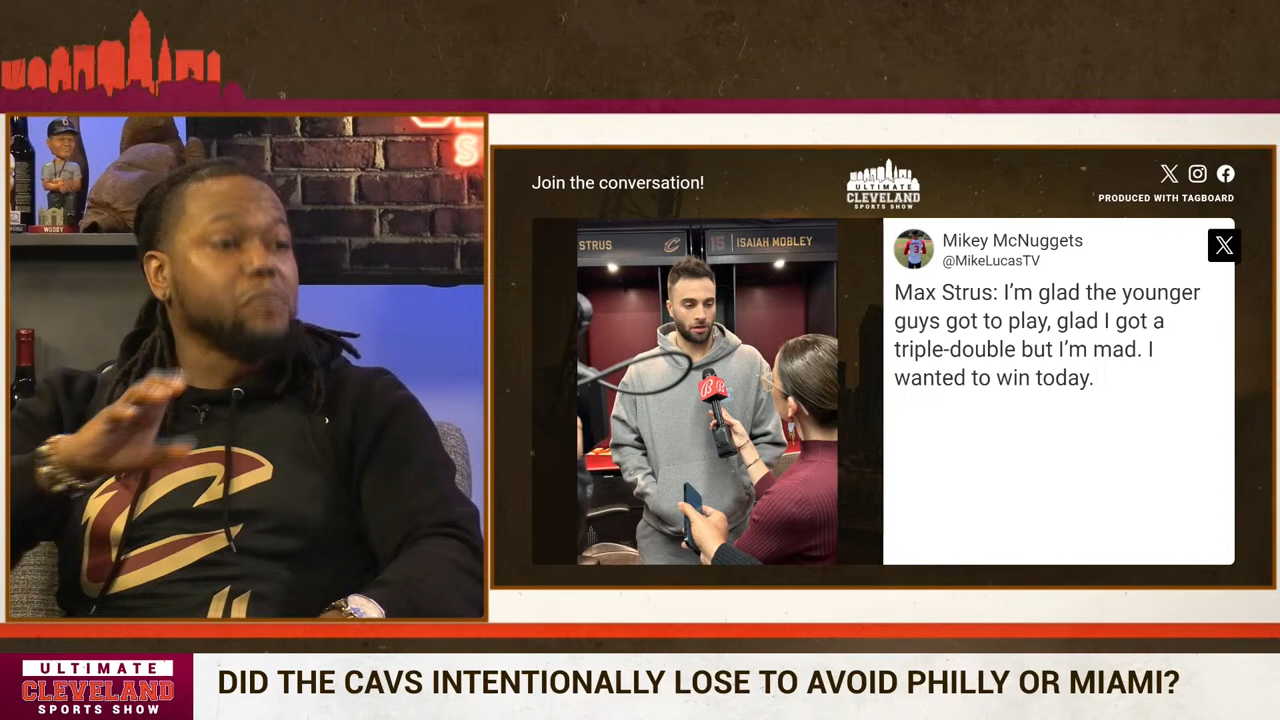 WOODY
S
Join the conversation!
ULTIMATE
CLEVELAND
SPORTS SHOW
PRODUCED WITH TAGBOARD
STRUS
15 ISAIAH MOBLEY
B
Mikey McNuggets
@MikeLucasTV
Max Strus: I’m glad the younger
guys got to play, glad I got a
triple-double but I’m mad. I
wanted to win today.
ULTIMATE
CLEVELAND
SPORTS SHOW
DID THE CAVS INTENTIONALLY LOSE TO AVOID PHILLY OR MIAMI?